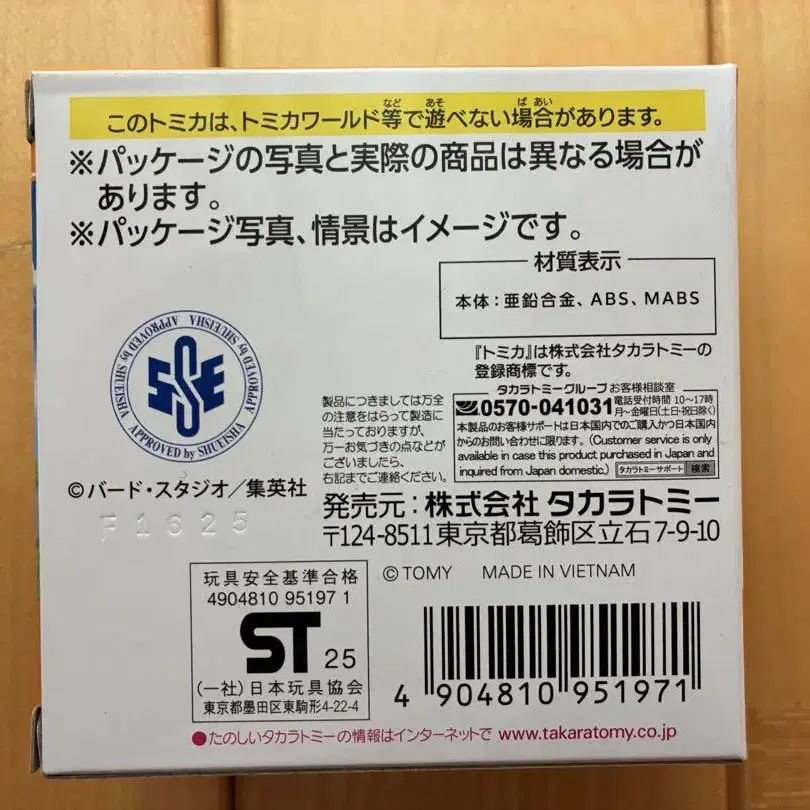 このトミカは、トミカワールド等で遊べない場合があります。
※パッケージの写真と実際の商品は異なる場合が
あります。
※パッケージ写真、情景はイメージです。
材質表示
本体：亜鉛合金、ABS、MABS
『トミカ』は株式会社タカラトミーの
登録商標です。
APPROVED by SHUEISHA
APPROVED by SHUEISHA
APPROVED by SHUEISHA
SSE
製品につきましては万全
の注意をはらって製造に
当たっておりますが、
万一お気づきの点などが
ございましたら、
右記までご連絡ください。
タカラトミーグループ お客様相談室
0570-041031 電話受付時間 10〜17時
月〜金曜日(土日・祝日除く)
本製品のお客様サポートは日本国内でのご購入かつ日本国内
からのお問い合わせに限ります。(Customer service is only
available in case this product purchased in Japan and
inquired from Japan domestic.) タカラトミーサポート 検索
©バード・スタジオ／集英社
F1625
発売元：株式会社 タカラトミー
〒124-8511 東京都葛飾区立石7-9-10
© TOMY MADE IN VIETNAM
玩具安全基準合格
4904810 95197 1
ST 25
(一社)日本玩具協会
東京都墨田区東駒形4-22-4
4 904810 951971
●たのしいタカラトミーの情報はインターネットで www.takaratomy.co.jp